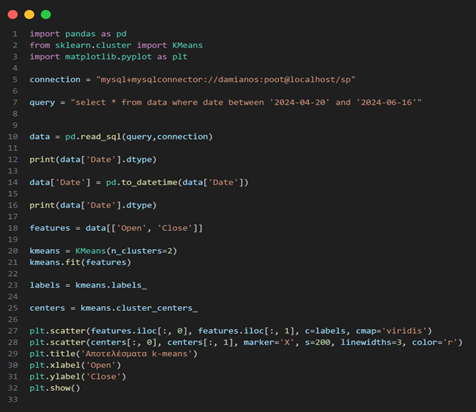 1 import pandas as pd
2 from sklearn.cluster import KMeans
3 import matplotlib.pyplot as plt
4
5 connection = "mysql+mysqlconnector://damianos:poot@localhost/sp"
6
7 query = "select * from data where date between '2024-04-20' and '2024-06-16'"
8
9
10 data = pd.read_sql(query,connection)
11
12 print(data['Date'].dtype)
13
14 data['Date'] = pd.to_datetime(data['Date'])
15
16 print(data['Date'].dtype)
17
18 features = data[['Open', 'Close']]
19
20 kmeans = KMeans(n_clusters=2)
21 kmeans.fit(features)
22
23 labels = kmeans.labels_
24
25 centers = kmeans.cluster_centers_
26
27 plt.scatter(features.iloc[:, 0], features.iloc[:, 1], c=labels, cmap='viridis')
28 plt.scatter(centers[:, 0], centers[:, 1], marker='X', s=200, linewidths=3, color='r')
29 plt.title('Αποτελέσματα k-means')
30 plt.xlabel('Open')
31 plt.ylabel('Close')
32 plt.show()
33